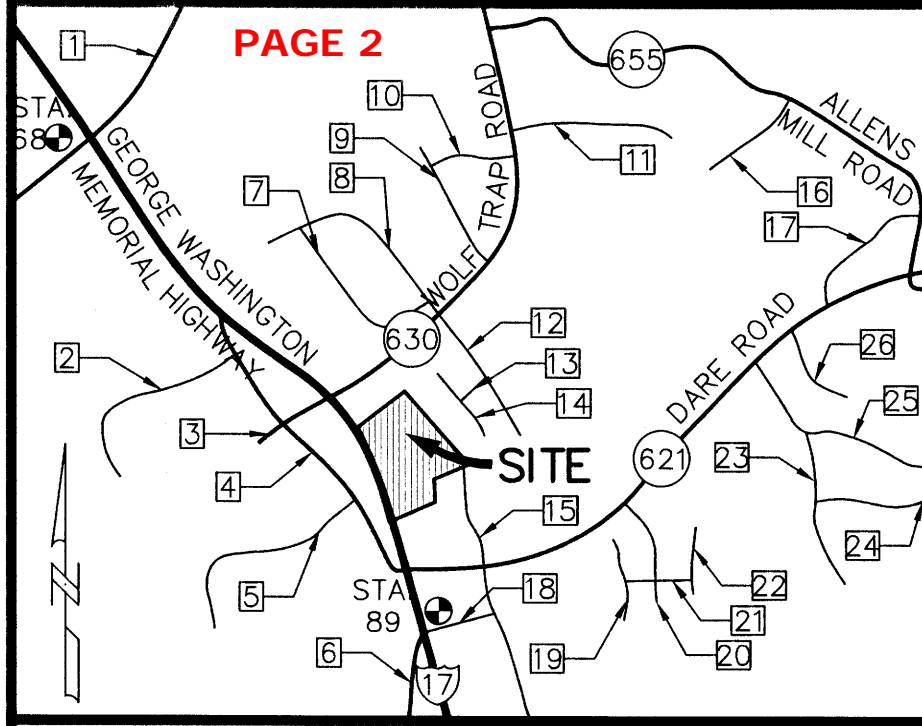 PAGE 2
1
655
STA.
68
GEORGE WASHINGTON
MEMORIAL HIGHWAY
10
9
8
7
WOLF TRAP ROAD
11
ALLENS
MILL ROAD
16
17
2
630
12
13
14
DARE ROAD
26
25
3
4
SITE
621
23
15
24
5
STA.
89
18
22
21
19
20
6
17
N